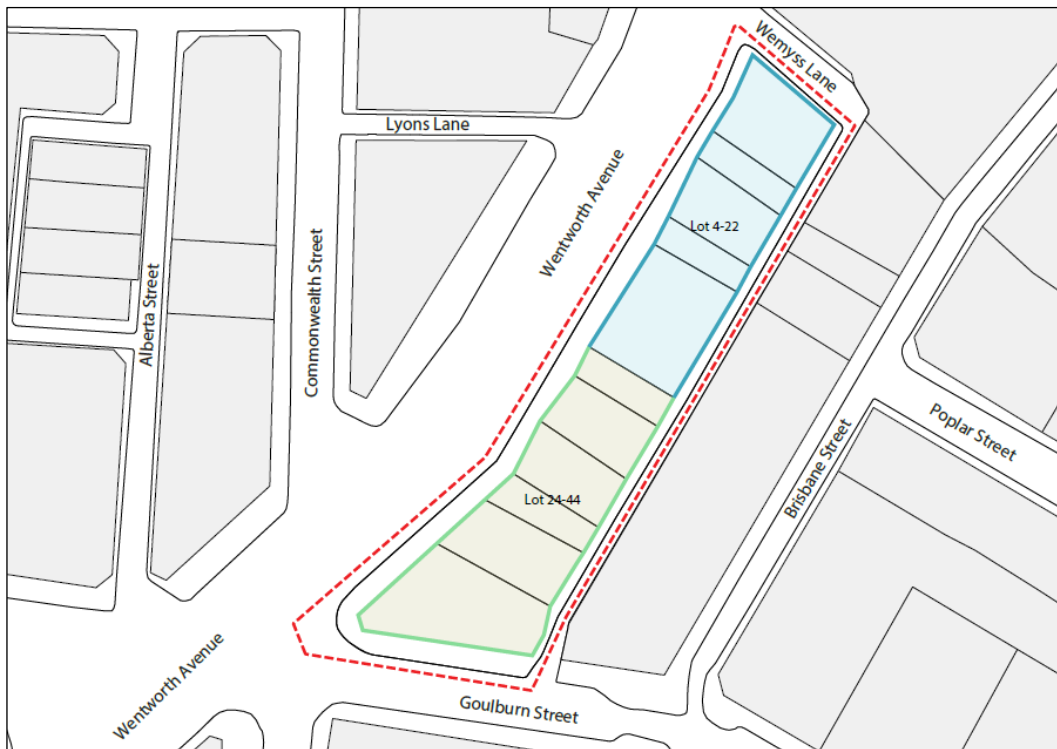 Wemyss Lane
Lyons Lane
Wentworth Avenue
Lot 4-22
Alberta Street
Commonwealth Street
Poplar Street
Brisbane Street
Lot 24-44
Wentworth Avenue
Goulburn Street